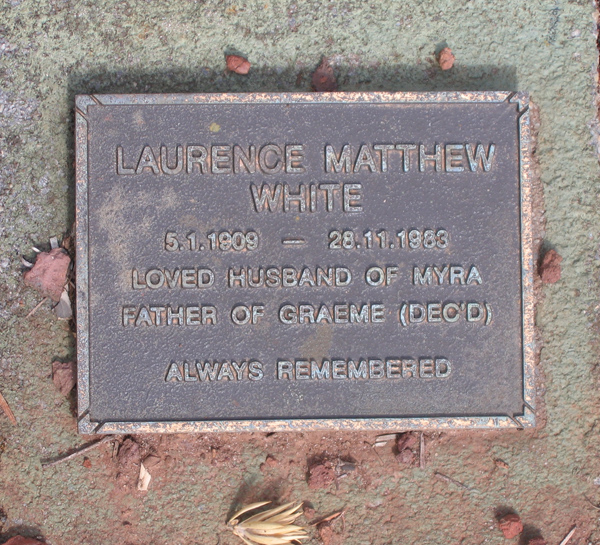 LAURENCE MATTHEW
WHITE
5.1.1909 — 28.11.1983
LOVED HUSBAND OF MYRA
FATHER OF GRAEME (DEC'D)
ALWAYS REMEMBERED